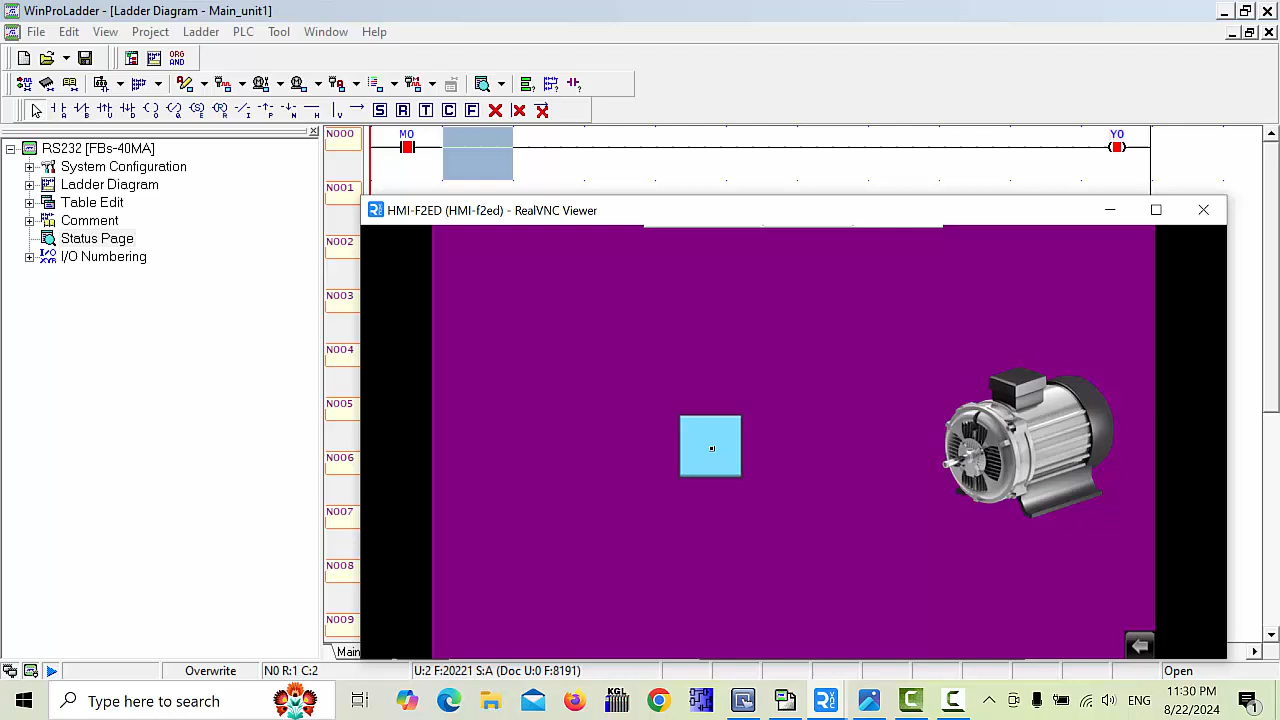 WinProLadder - [Ladder Diagram - Main_unit1]
File Edit View Project Ladder PLC Tool Window Help
ORG
AND
A B U D O Q S R I P N H V
S R T C F
RS232 [FBs-40MA]
System Configuration
Ladder Diagram
Table Edit
Comment
Status Page
I/O Numbering
N000 M0 Y0
N001
HMI-F2ED (HMI-f2ed) - RealVNC Viewer
N002
N003
N004
N005
N006
N007
N008
N009
Main
Overwrite N0 R:1 C:2 U:2 F:20221 S:A (Doc U:0 F:8191) Open
Type here to search
KGL
ENG
11:30 PM
8/22/2024
1